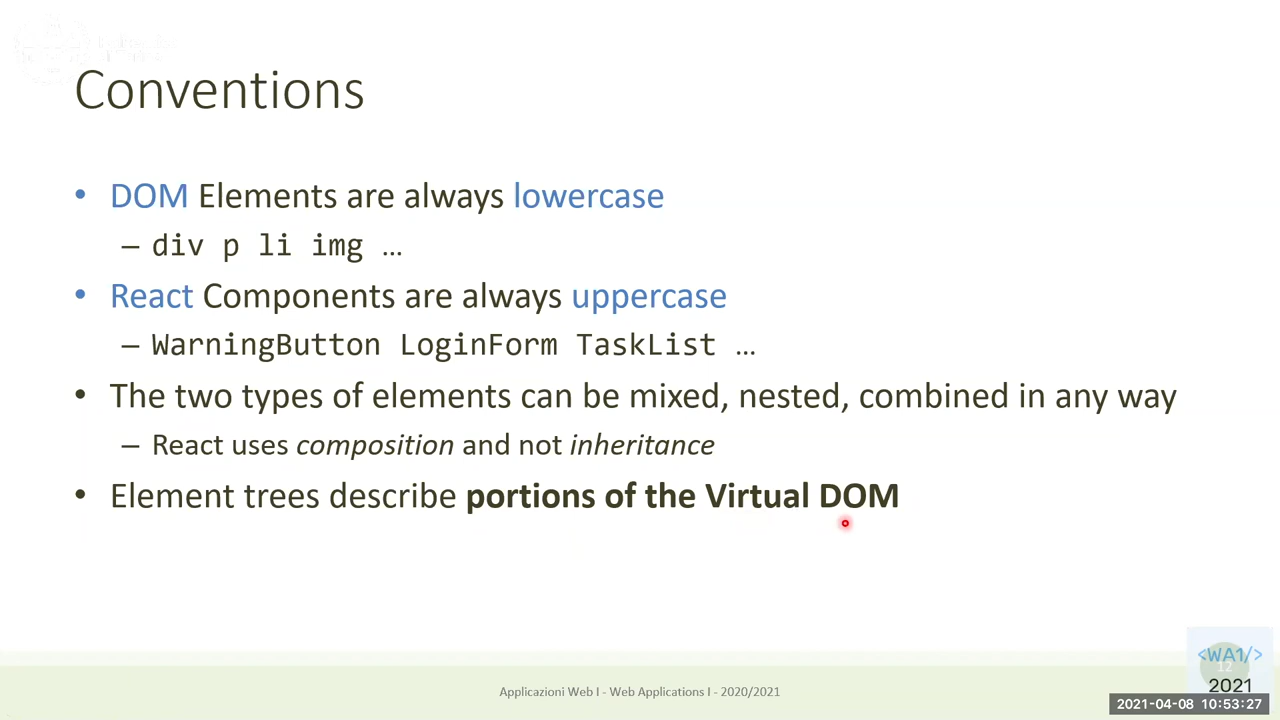 Conventions
• DOM Elements are always lowercase
– div p li img …
• React Components are always uppercase
– WarningButton LoginForm TaskList …
• The two types of elements can be mixed, nested, combined in any way
– React uses composition and not inheritance
• Element trees describe portions of the Virtual DOM
<WA1/>
12
2021
Applicazioni Web I - Web Applications I - 2020/2021
2021-04-08 10:53:27